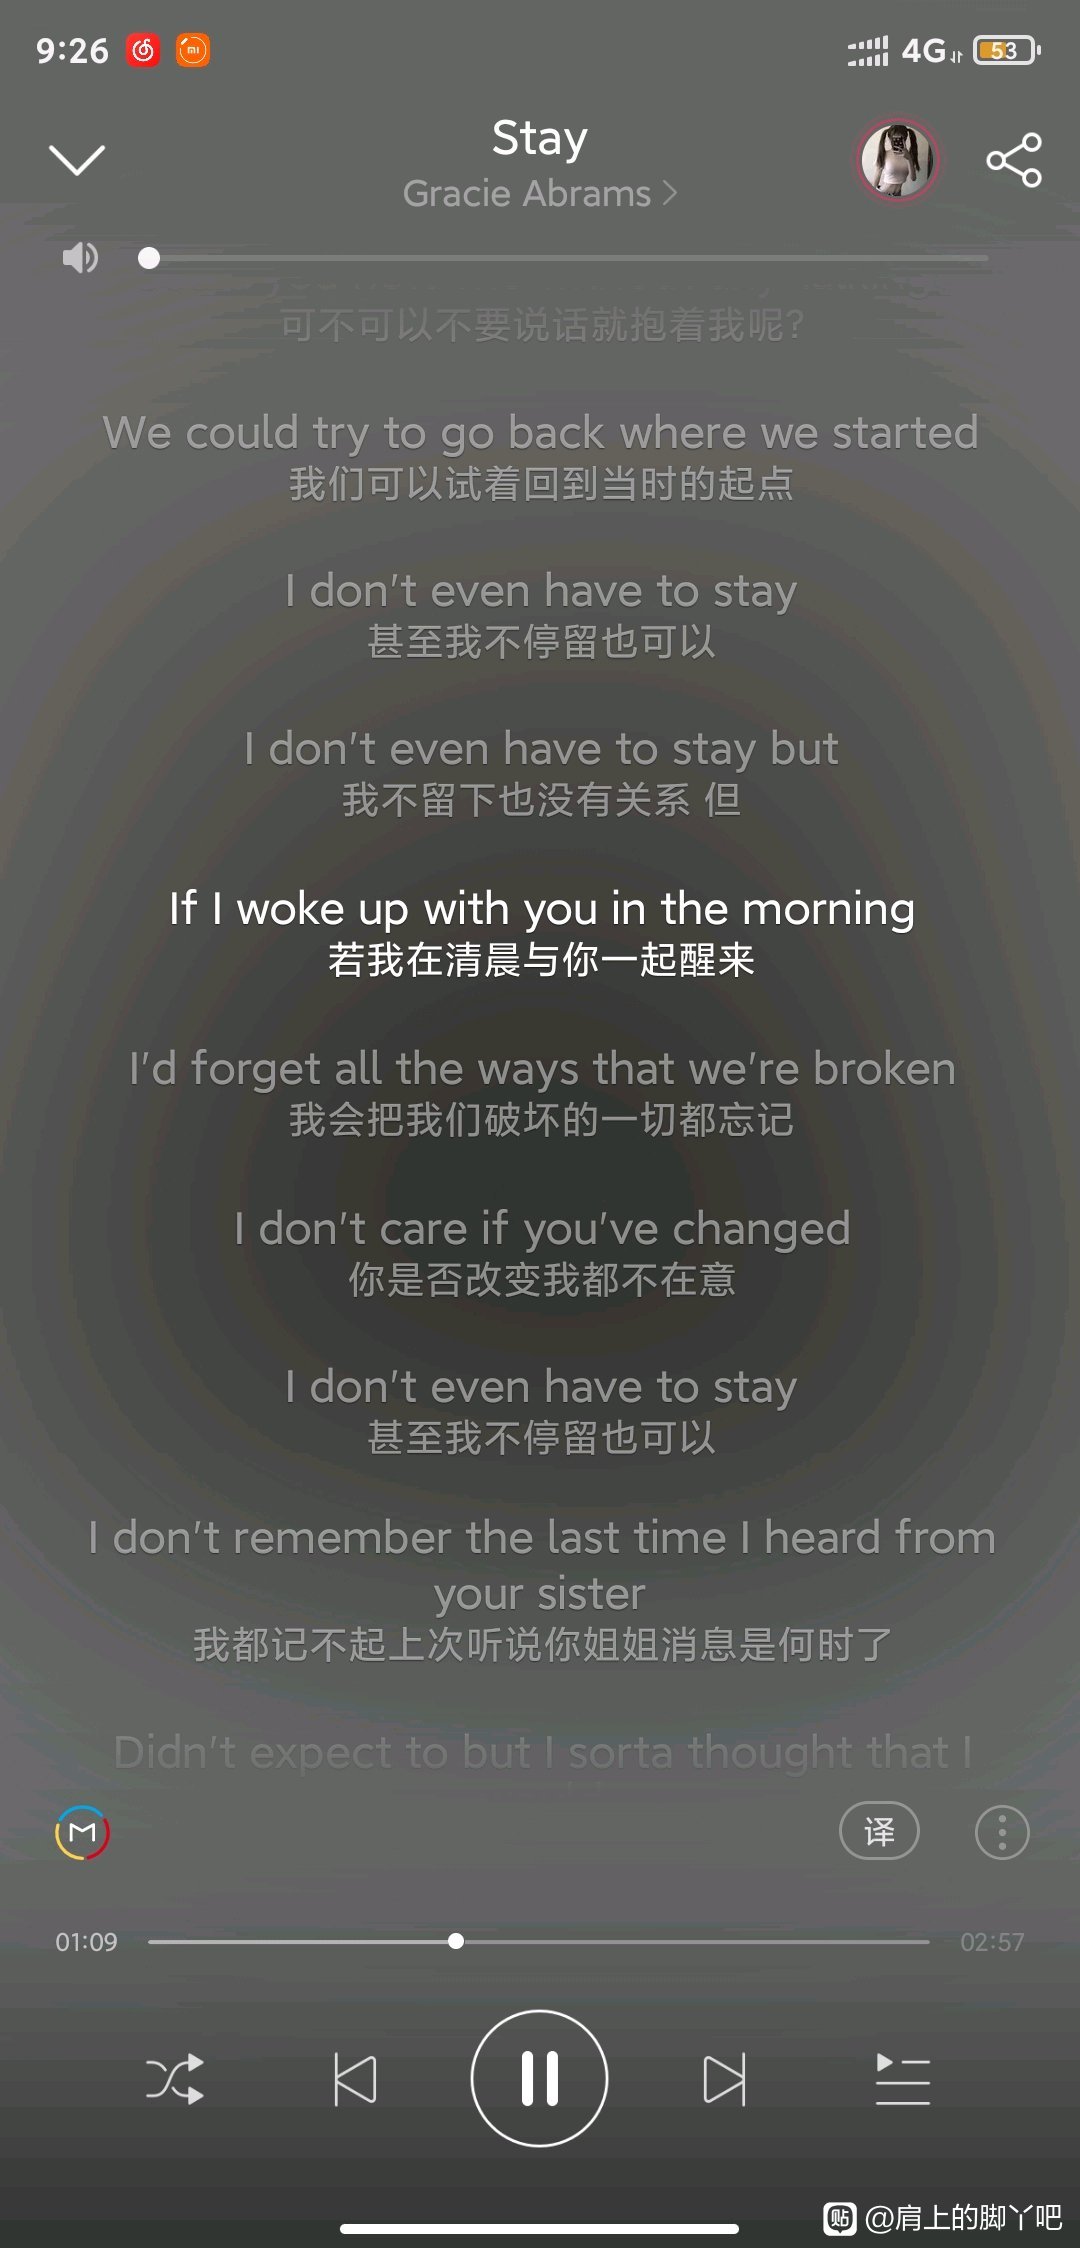 9:26
4G
53
Stay
Gracie Abrams
可不可以不要说话就抱着我呢?
We could try to go back where we started
我们可以试着回到当时的起点
I don't even have to stay
甚至我不停留也可以
I don't even have to stay but
我不留下也没有关系 但
If I woke up with you in the morning
若我在清晨与你一起醒来
I'd forget all the ways that we're broken
我会把我们破坏的一切都忘记
I don't care if you've changed
你是否改变我都不在意
I don't even have to stay
甚至我不停留也可以
I don't remember the last time I heard from
your sister
我都记不起上次听说你姐姐消息是何时了
Didn't expect to but I sorta thought that I
译
01:09
02:57
贴 @肩上的脚丫吧